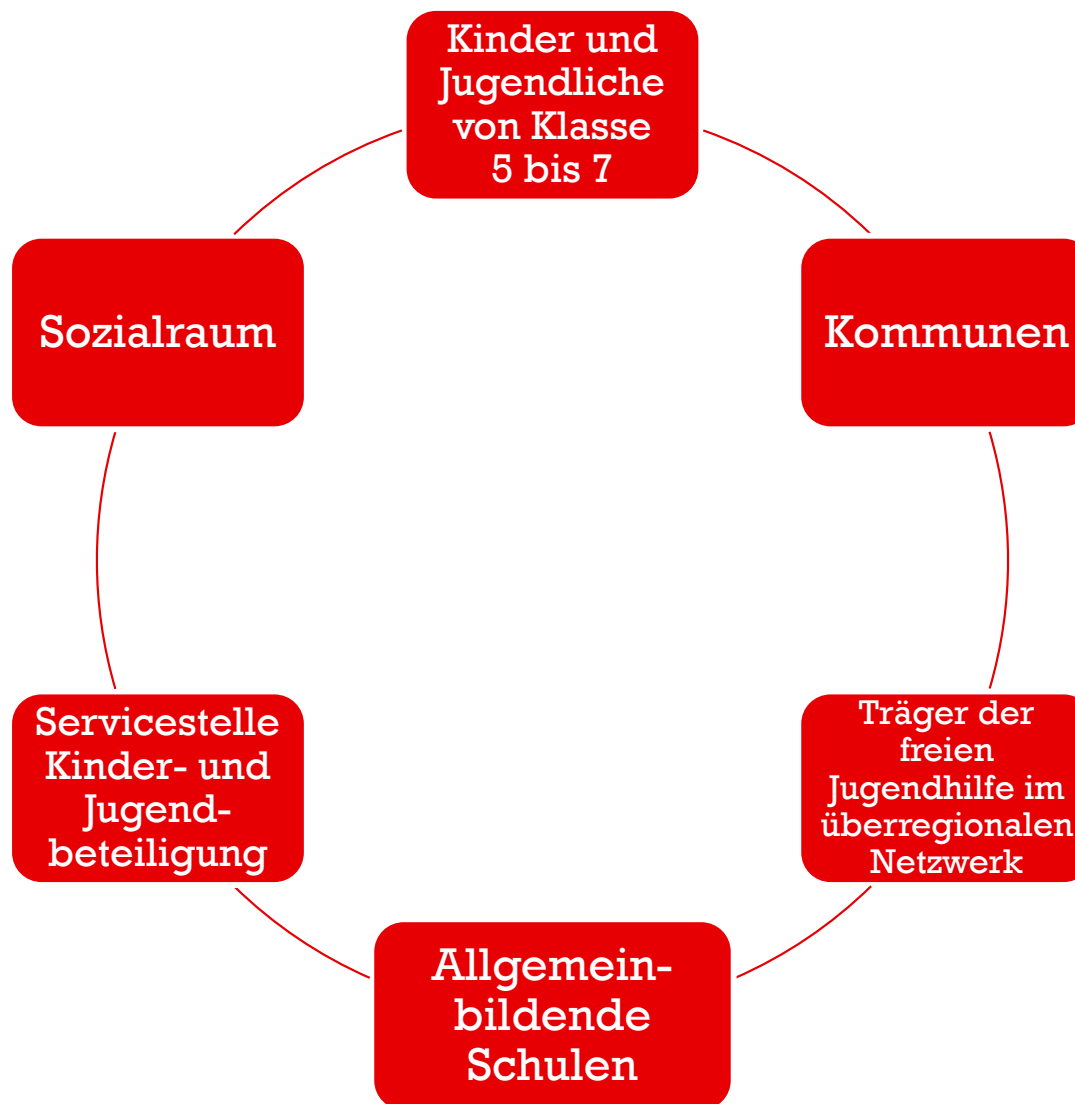 Kinder und
Jugendliche
von Klasse
5 bis 7
Sozialraum
Kommunen
Servicestelle
Kinder- und
Jugend-
beteiligung
Träger der
freien
Jugendhilfe im
überregionalen
Netzwerk
Allgemein-
bildende
Schulen